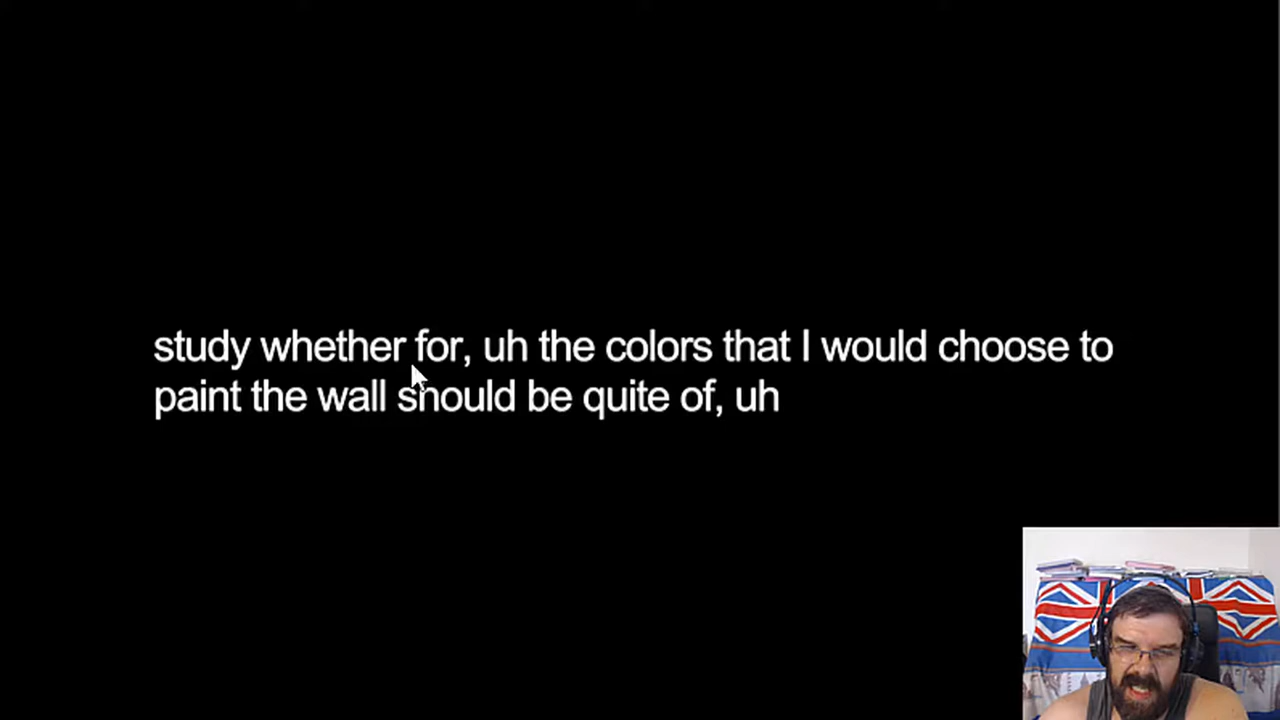 study whether for, uh the colors that I would choose to
paint the wall should be quite of, uh